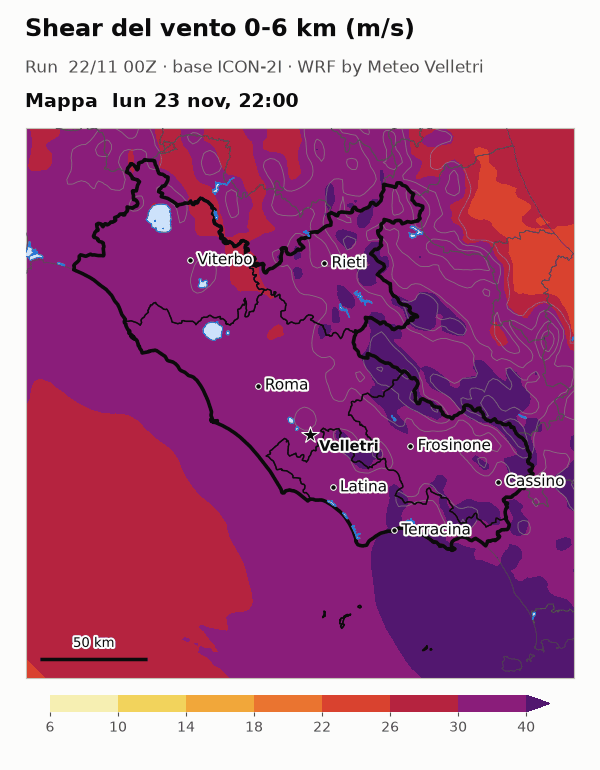 Shear del vento 0-6 km (m/s)
Run  22/11 00Z · base ICON-2I · WRF by Meteo Velletri
Mappa  lun 23 nov, 22:00
Viterbo
Rieti
Roma
Velletri
Frosinone
Latina
Cassino
Terracina
50 km
6 10 14 18 22 26 30 40